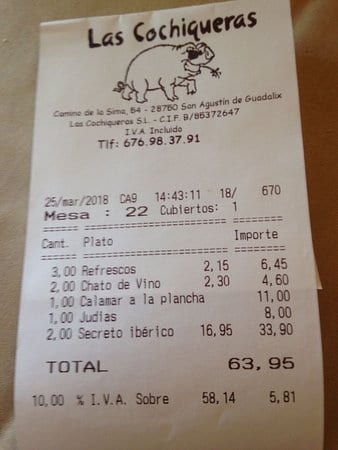 Las Cochiqueras
Camino de la Sima, 54 - 28750 San Agustín de Guadalix
Las Cochiqueras S.L. - C.I.F. B/85372647
I.V.A. Incluido
Tlf: 676.98.37.91
25/mar/2018 CA9 14:43:11 18/ 670
Mesa : 22 Cubiertos: 1
Cant. Plato Importe
3,00 Refrescos 2,15 6,45
2,00 Chato de Vino 2,30 4,60
1,00 Calamar a la plancha 11,00
1,00 Judias 8,00
2,00 Secreto ibérico 16,95 33,90
TOTAL 63,95
10,00 % I.V.A. Sobre 58,14 5,81